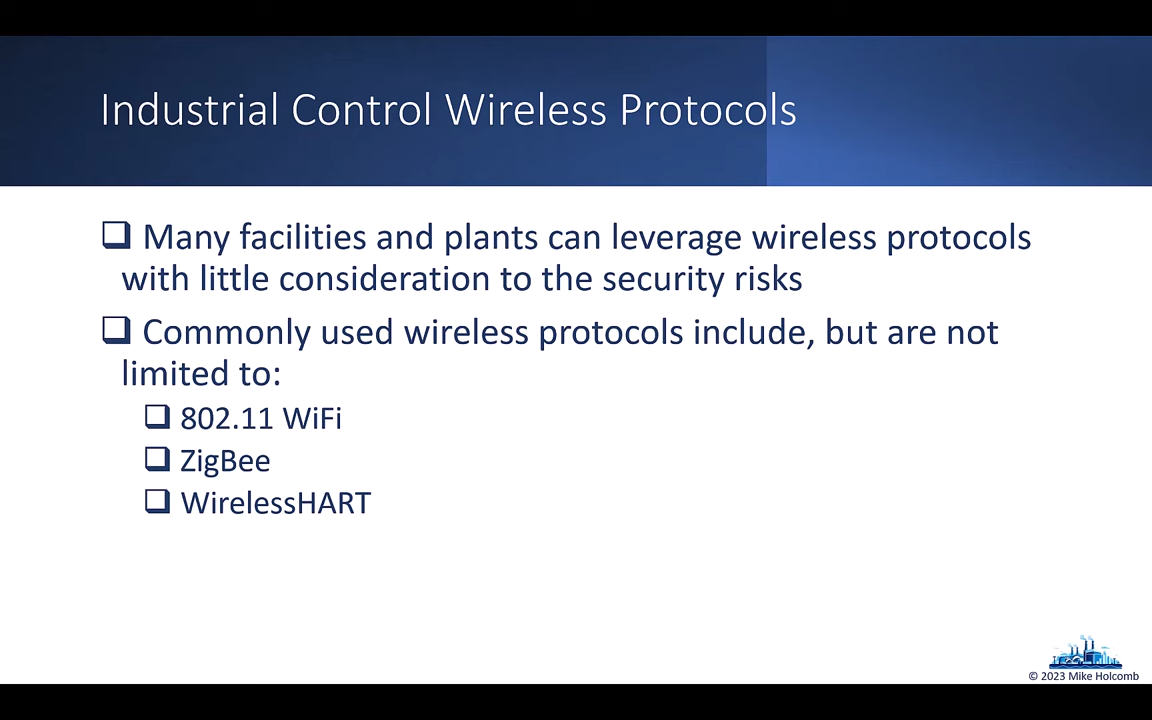 Industrial Control Wireless Protocols
Many facilities and plants can leverage wireless protocols
with little consideration to the security risks
Commonly used wireless protocols include, but are not
limited to:
802.11 WiFi
ZigBee
WirelessHART
© 2023 Mike Holcomb